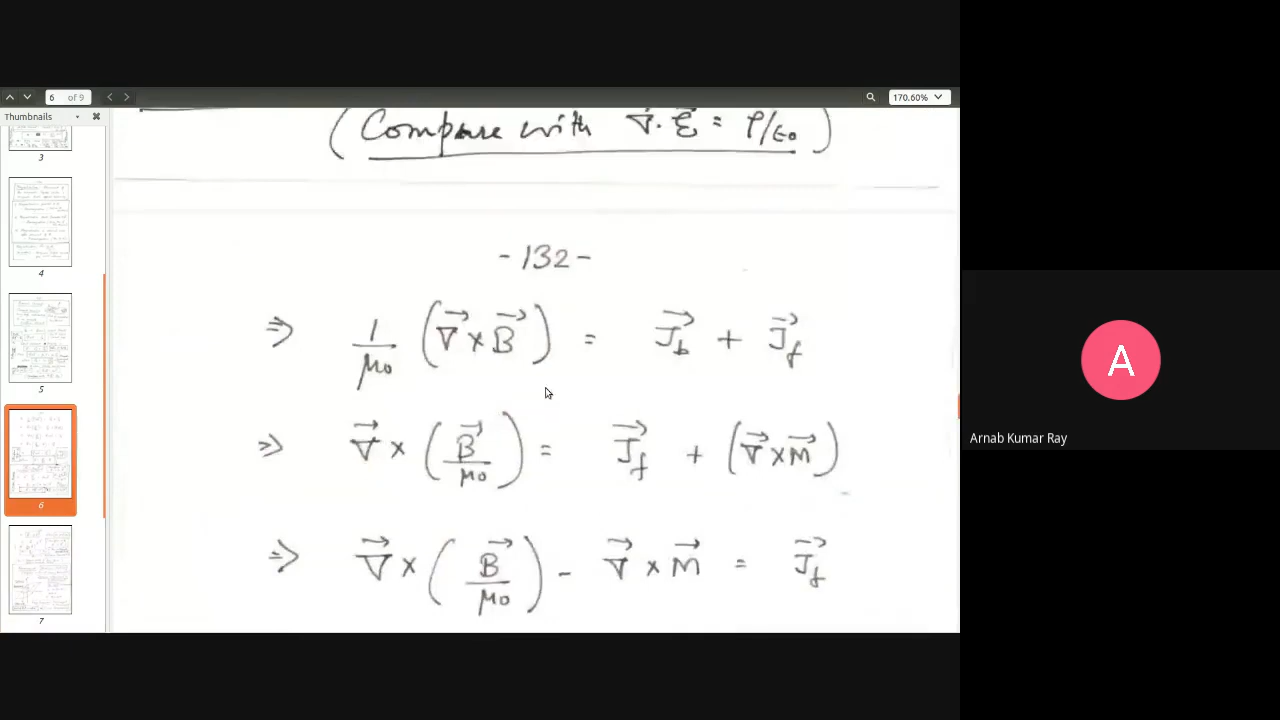 6 of 9
170.60%
Thumbnails
3
4
5
6
7
(Compare with ∇⃗·E⃗ = ρ/ε₀)
-132-
⇒ 1/μ₀ (∇⃗ × B⃗) = J⃗_b + J⃗_f
⇒ ∇⃗ × (B⃗/μ₀) = J⃗_f + (∇⃗ × M⃗)
⇒ ∇⃗ × (B⃗/μ₀) - ∇⃗ × M⃗ = J⃗_f
A
Arnab Kumar Ray